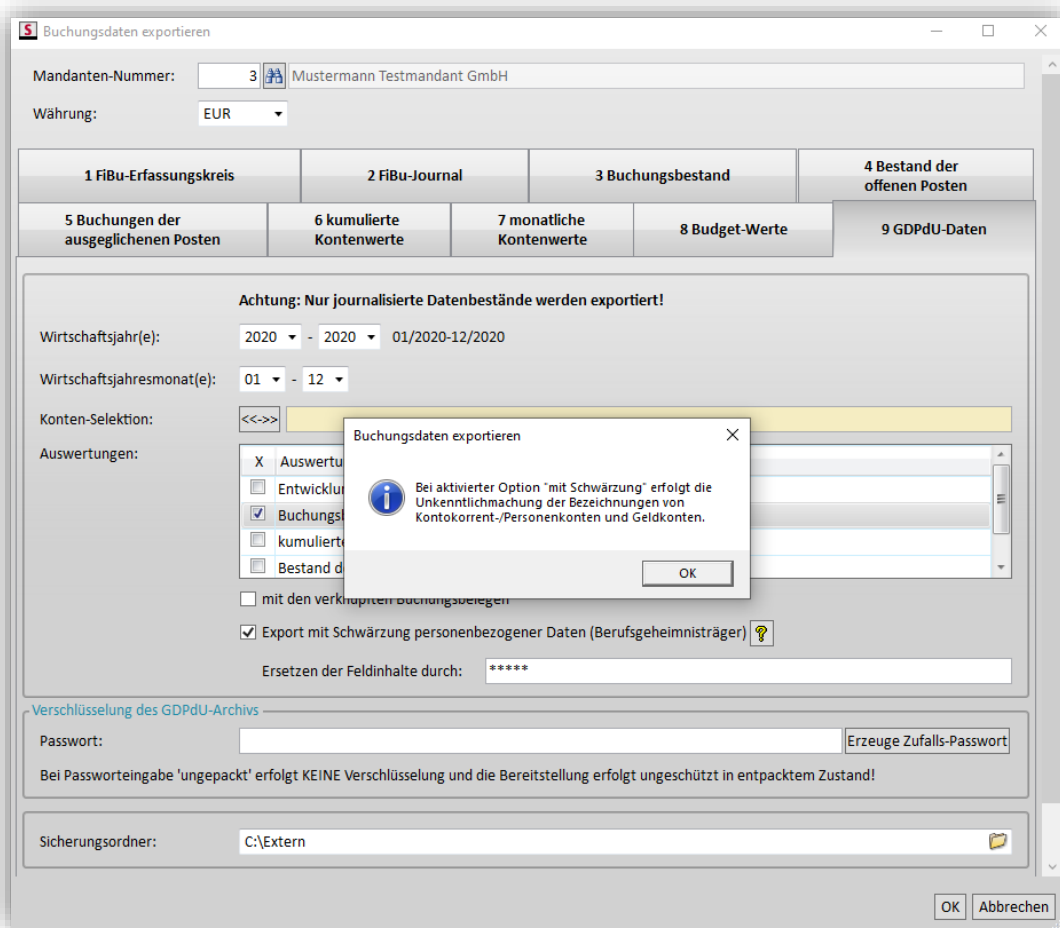 S Buchungsdaten exportieren
Mandanten-Nummer: 3 Mustermann Testmandant GmbH
Währung: EUR
1 FiBu-Erfassungskreis 2 FiBu-Journal 3 Buchungsbestand 4 Bestand der
offenen Posten
5 Buchungen der 6 kumulierte 7 monatliche 8 Budget-Werte 9 GDPdU-Daten
ausgeglichenen Posten Kontenwerte Kontenwerte
Achtung: Nur journalisierte Datenbestände werden exportiert!
Wirtschaftsjahr(e): 2020 - 2020 01/2020-12/2020
Wirtschaftsjahresmonat(e): 01 - 12
Konten-Selektion: <<->>
Auswertungen:
X
Buchungsdaten exportieren
Bei aktivierter Option "mit Schwärzung" erfolgt die
Unkenntlichmachung der Bezeichnungen von
Kontokorrent-/Personenkonten und Geldkonten.
OK
Bestand
mit den verknüpften Buchungsbelegen
Export mit Schwärzung personenbezogener Daten (Berufsgeheimnisträger) ?
Ersetzen der Feldinhalte durch: *****
Verschlüsselung des GDPdU-Archivs
Passwort: Erzeuge Zufalls-Passwort
Bei Passworteingabe 'ungepackt' erfolgt KEINE Verschlüsselung und die Bereitstellung erfolgt ungeschützt in entpacktem Zustand!
Sicherungsordner: C:\Extern
OK Abbrechen